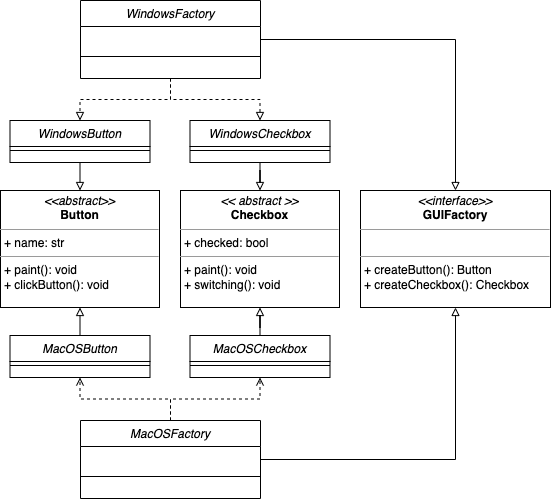 WindowsFactory
WindowsButton
WindowsCheckbox
<<abstract>>
Button
+ name: str
+ paint(): void
+ clickButton(): void
<< abstract >>
Checkbox
+ checked: bool
+ paint(): void
+ switching(): void
<<interface>>
GUIFactory
+ createButton(): Button
+ createCheckbox(): Checkbox
MacOSButton
MacOSCheckbox
MacOSFactory